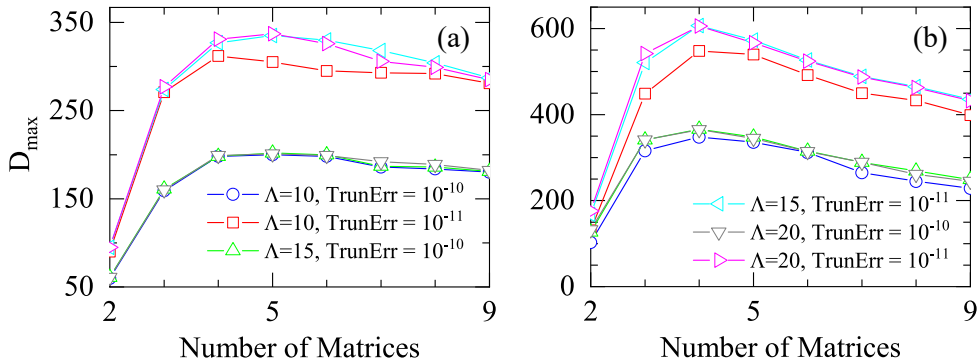 (a)
D_max
350
250
150
50
2
5
9
Number of Matrices
Λ=10, TrunErr = 10^-10
Λ=10, TrunErr = 10^-11
Λ=15, TrunErr = 10^-10
(b)
600
400
200
0
2
5
9
Number of Matrices
Λ=15, TrunErr = 10^-11
Λ=20, TrunErr = 10^-10
Λ=20, TrunErr = 10^-11